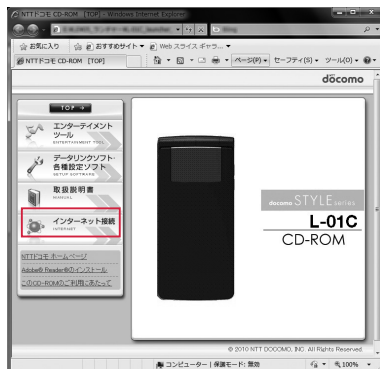 NTTドコモ CD-ROM [TOP] - Windows Internet Explorer
お気に入り おすすめサイト Web スライス ギャラ...
NTTドコモ CD-ROM [TOP]
ページ(P) セーフティ(S) ツール(O)
döcomo
TOP
エンターテイメント
ツール
ENTERTAINMENT TOOL
データリンクソフト・
各種設定ソフト
SETUP SOFTWARE
取扱説明書
MANUAL
インターネット接続
INTERNET
NTTドコモ ホームページ
Adobe® Reader®のインストール
このCD-ROMのご利用にあたって
docomo STYLE series
L-01C
CD-ROM
© 2010 NTT DOCOMO, INC. All Rights Reserved.
コンピューター | 保護モード: 無効
100%